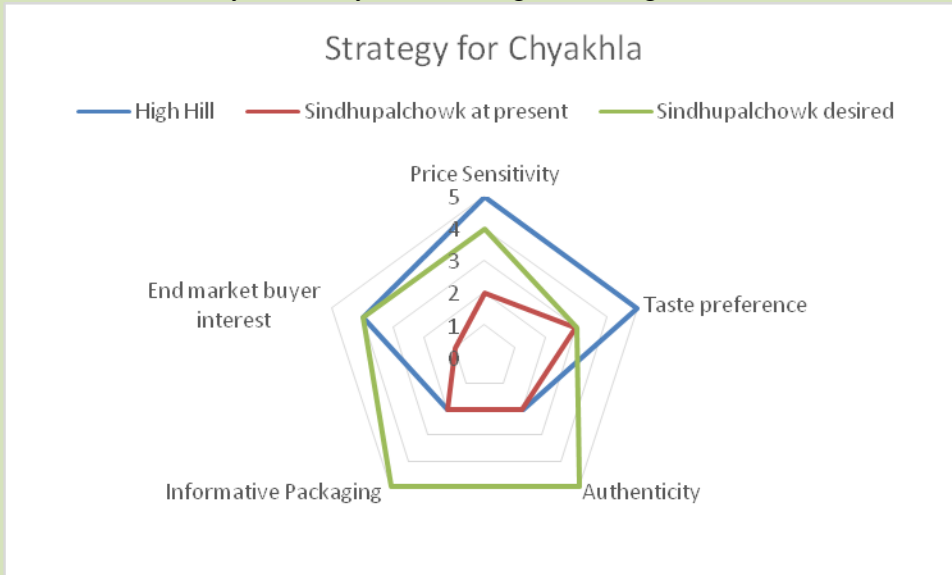 Strategy for Chyakhla
High Hill
Sindhupalchowk at present
Sindhupalchowk desired
Price Sensitivity
5
4
3
2
1
0
Taste preference
Authenticity
Informative Packaging
End market buyer
interest